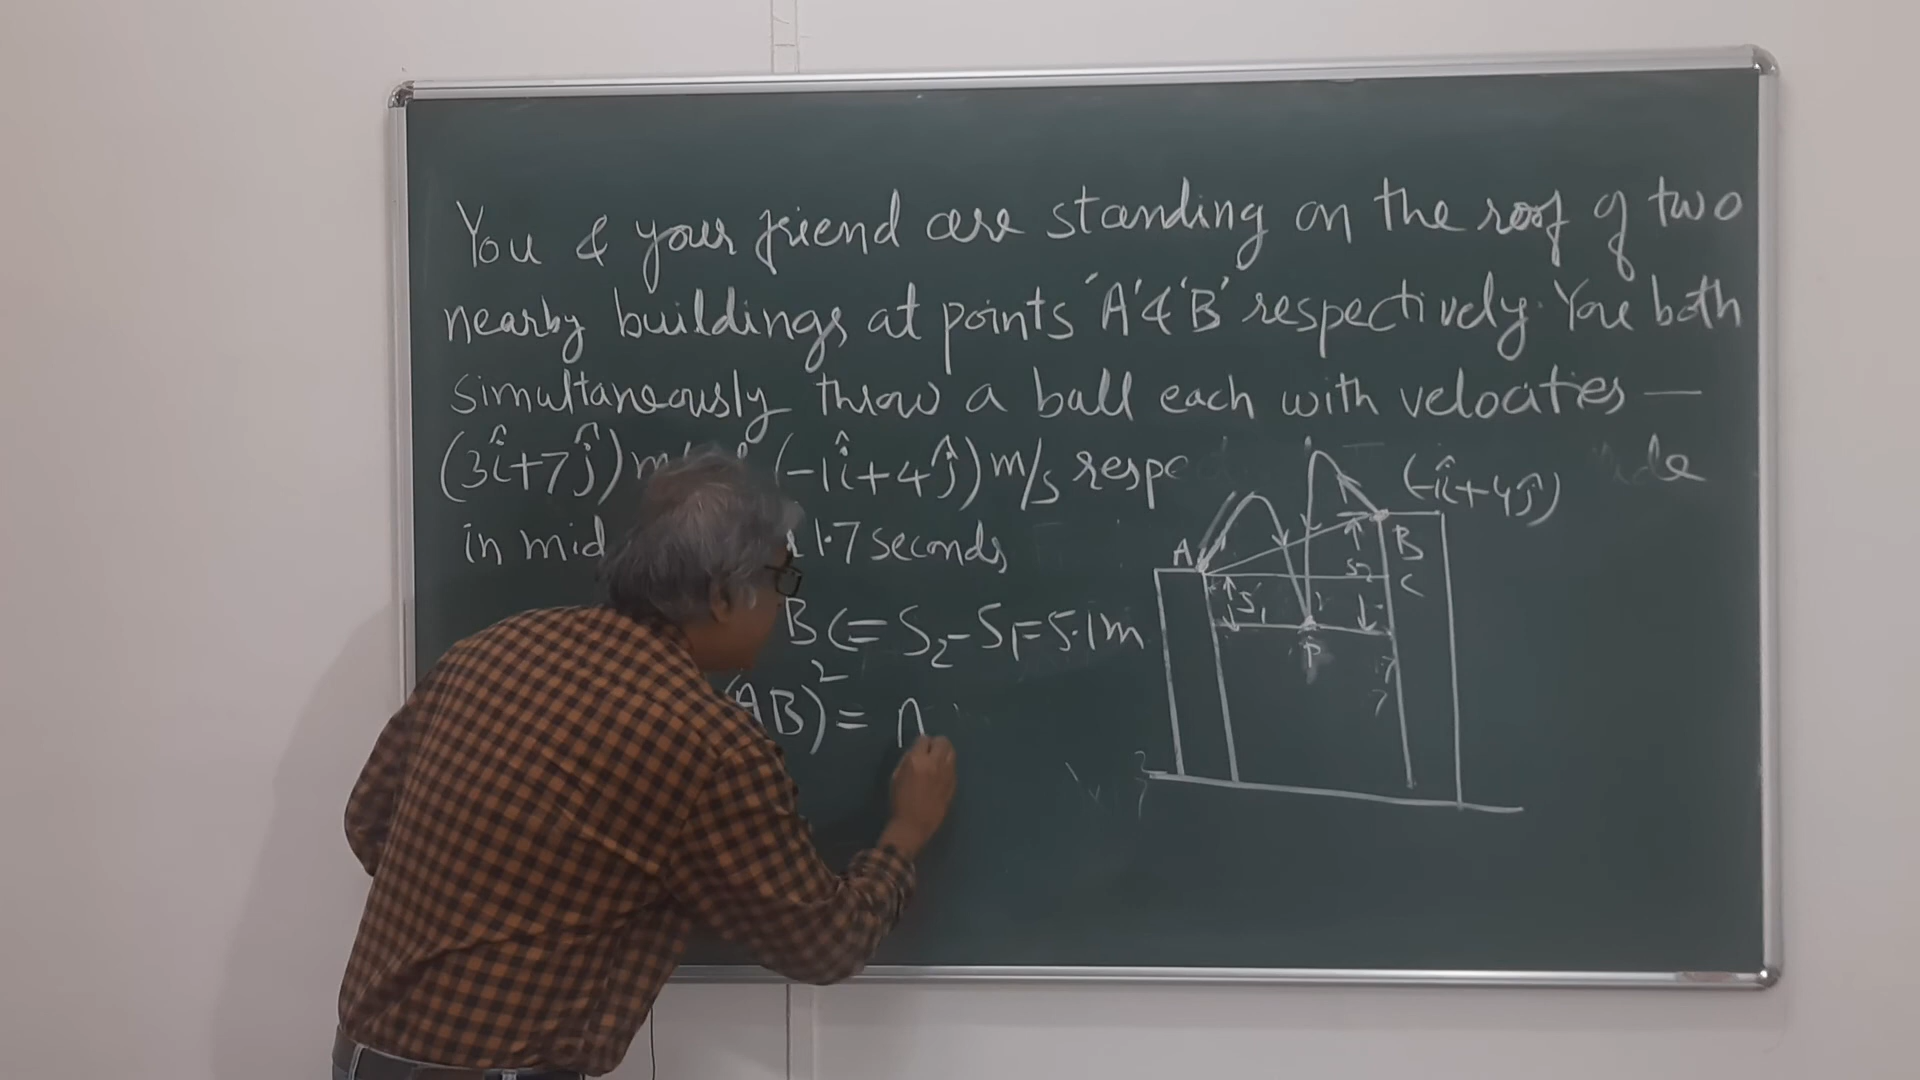 You & your friend are standing on the roof of two
nearby buildings at points 'A' & 'B' respectively. You both
simultaneously throw a ball each with velocities —
(3î+7ĵ) (-1î+4ĵ) m/s resp
in mid 1.7 seconds
BC = S₂ - S₁ = 5.1m
(AB)² =
(-î+4ĵ)
A
B
C
S₁
S₂
P